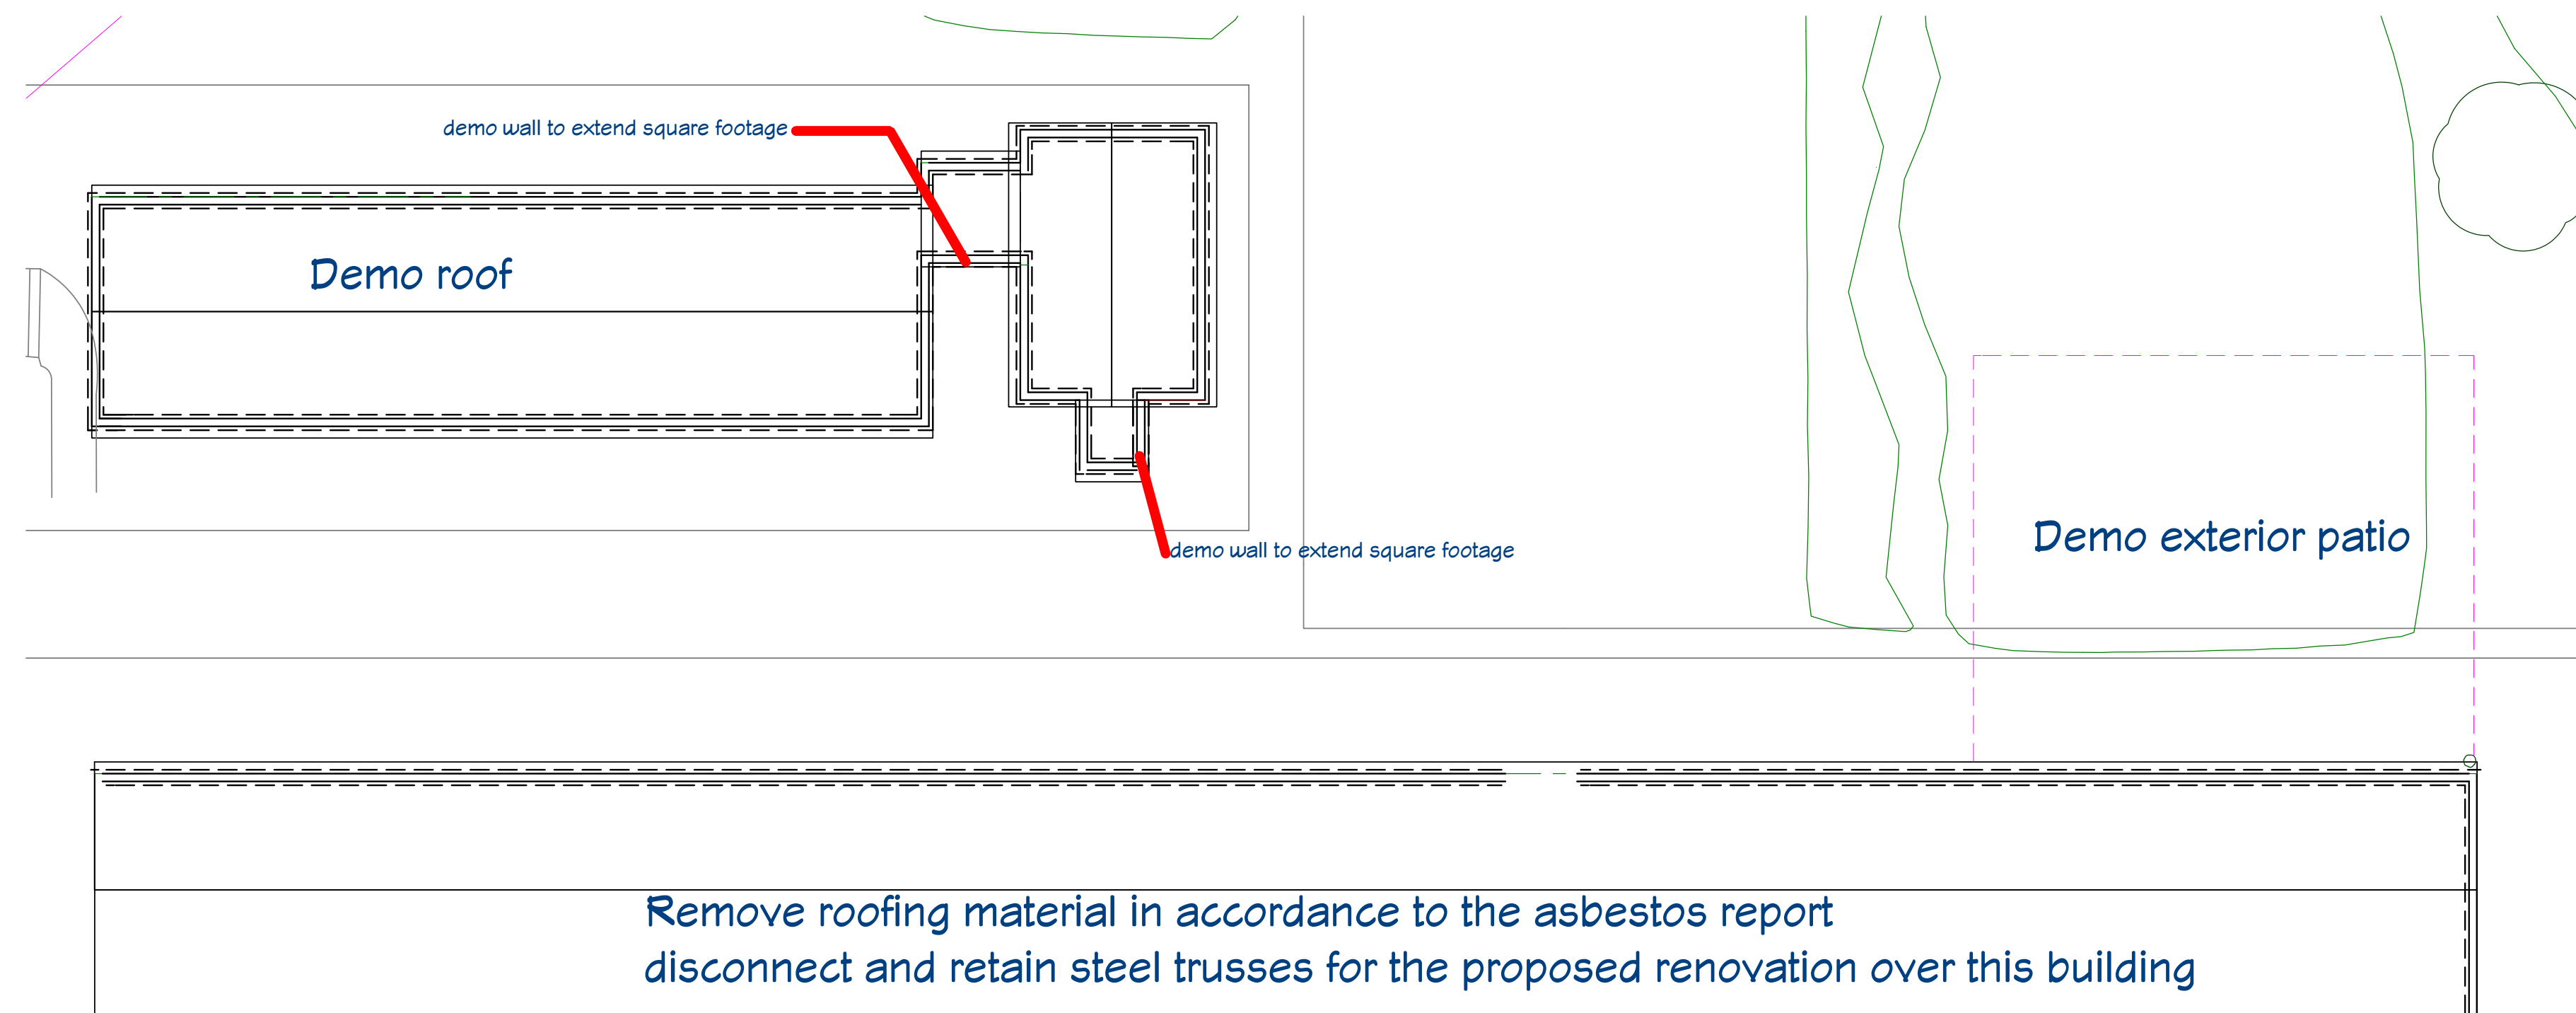 demo wall to extend square footage
Demo roof
Demo exterior patio
demo wall to extend square footage
Remove roofing material in accordance to the asbestos report
disconnect and retain steel trusses for the proposed renovation over this building